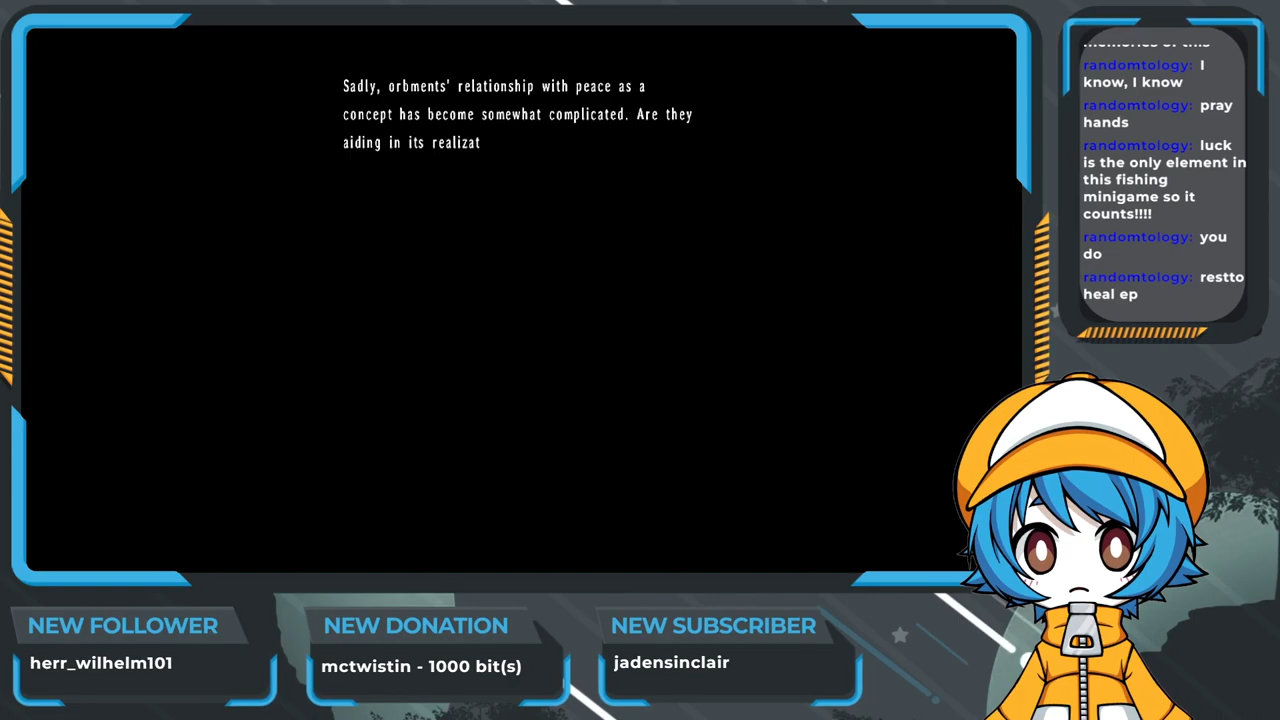 Sadly, orbments' relationship with peace as a
concept has become somewhat complicated. Are they
aiding in its realizat
randomtology: I
know, I know
randomtology: pray
hands
randomtology: luck
is the only element in
this fishing
minigame so it
counts!!!!
randomtology: you
do
randomtology: restto
heal ep
NEW FOLLOWER
herr_wilhelm101
NEW DONATION
mctwistin - 1000 bit(s)
NEW SUBSCRIBER
jadensinclair